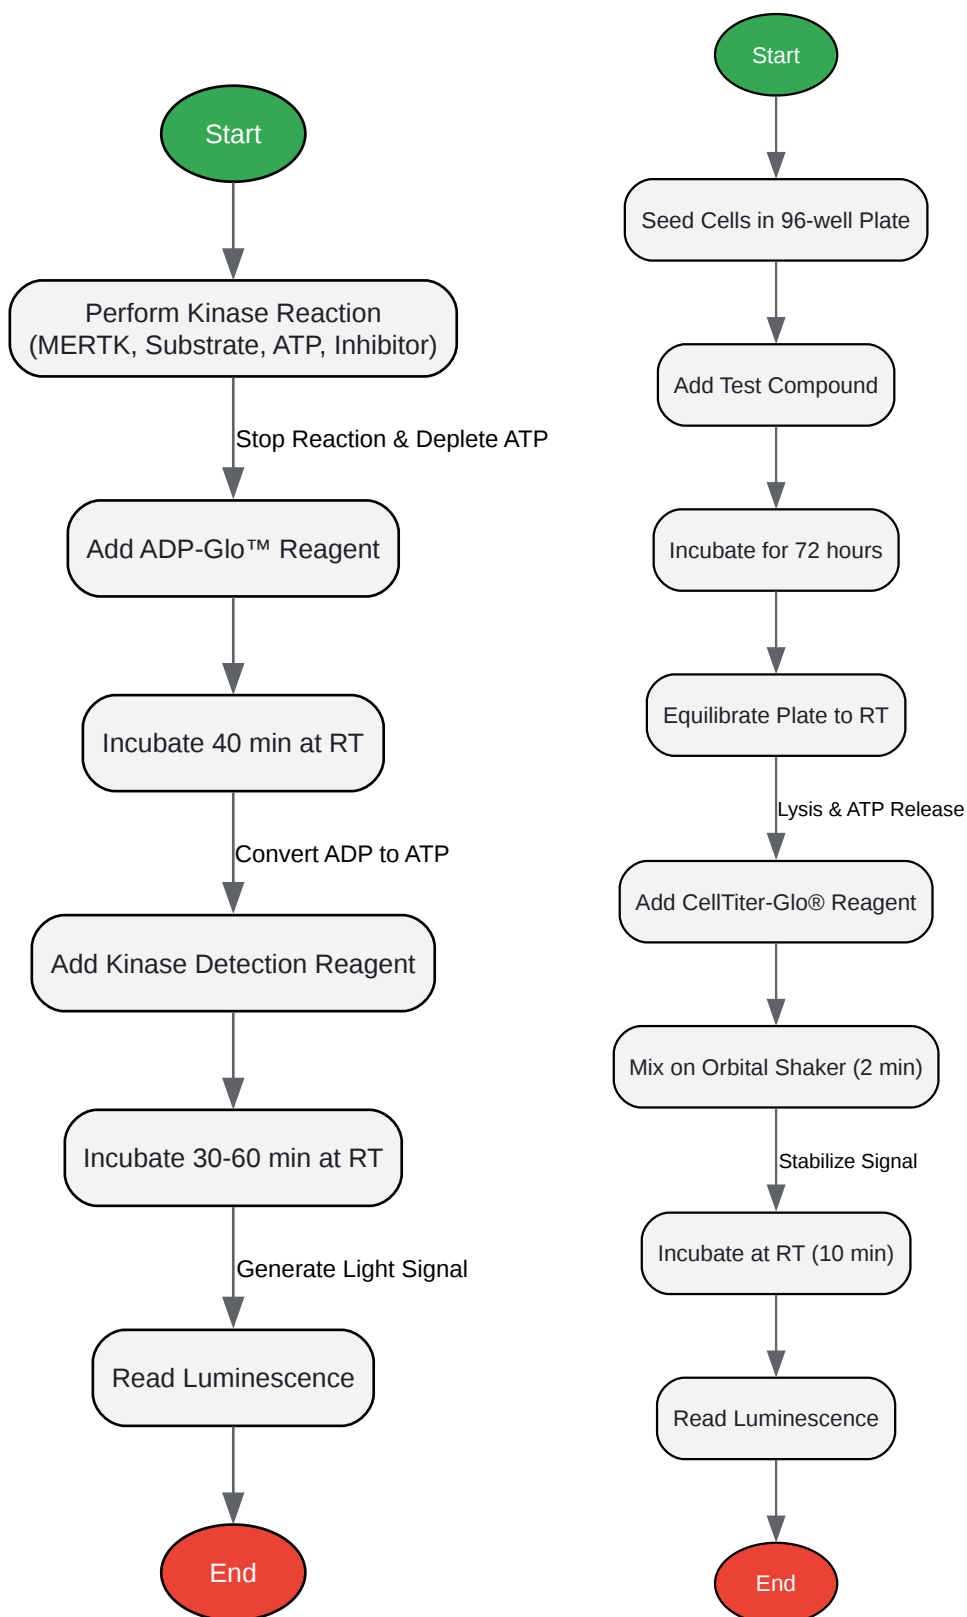 Start
Perform Kinase Reaction
(MERTK, Substrate, ATP, Inhibitor)
Stop Reaction & Deplete ATP
Add ADP-Glo™ Reagent
Incubate 40 min at RT
Convert ADP to ATP
Add Kinase Detection Reagent
Incubate 30-60 min at RT
Generate Light Signal
Read Luminescence
End
Start
Seed Cells in 96-well Plate
Add Test Compound
Incubate for 72 hours
Equilibrate Plate to RT
Lysis & ATP Release
Add CellTiter-Glo® Reagent
Mix on Orbital Shaker (2 min)
Stabilize Signal
Incubate at RT (10 min)
Read Luminescence
End